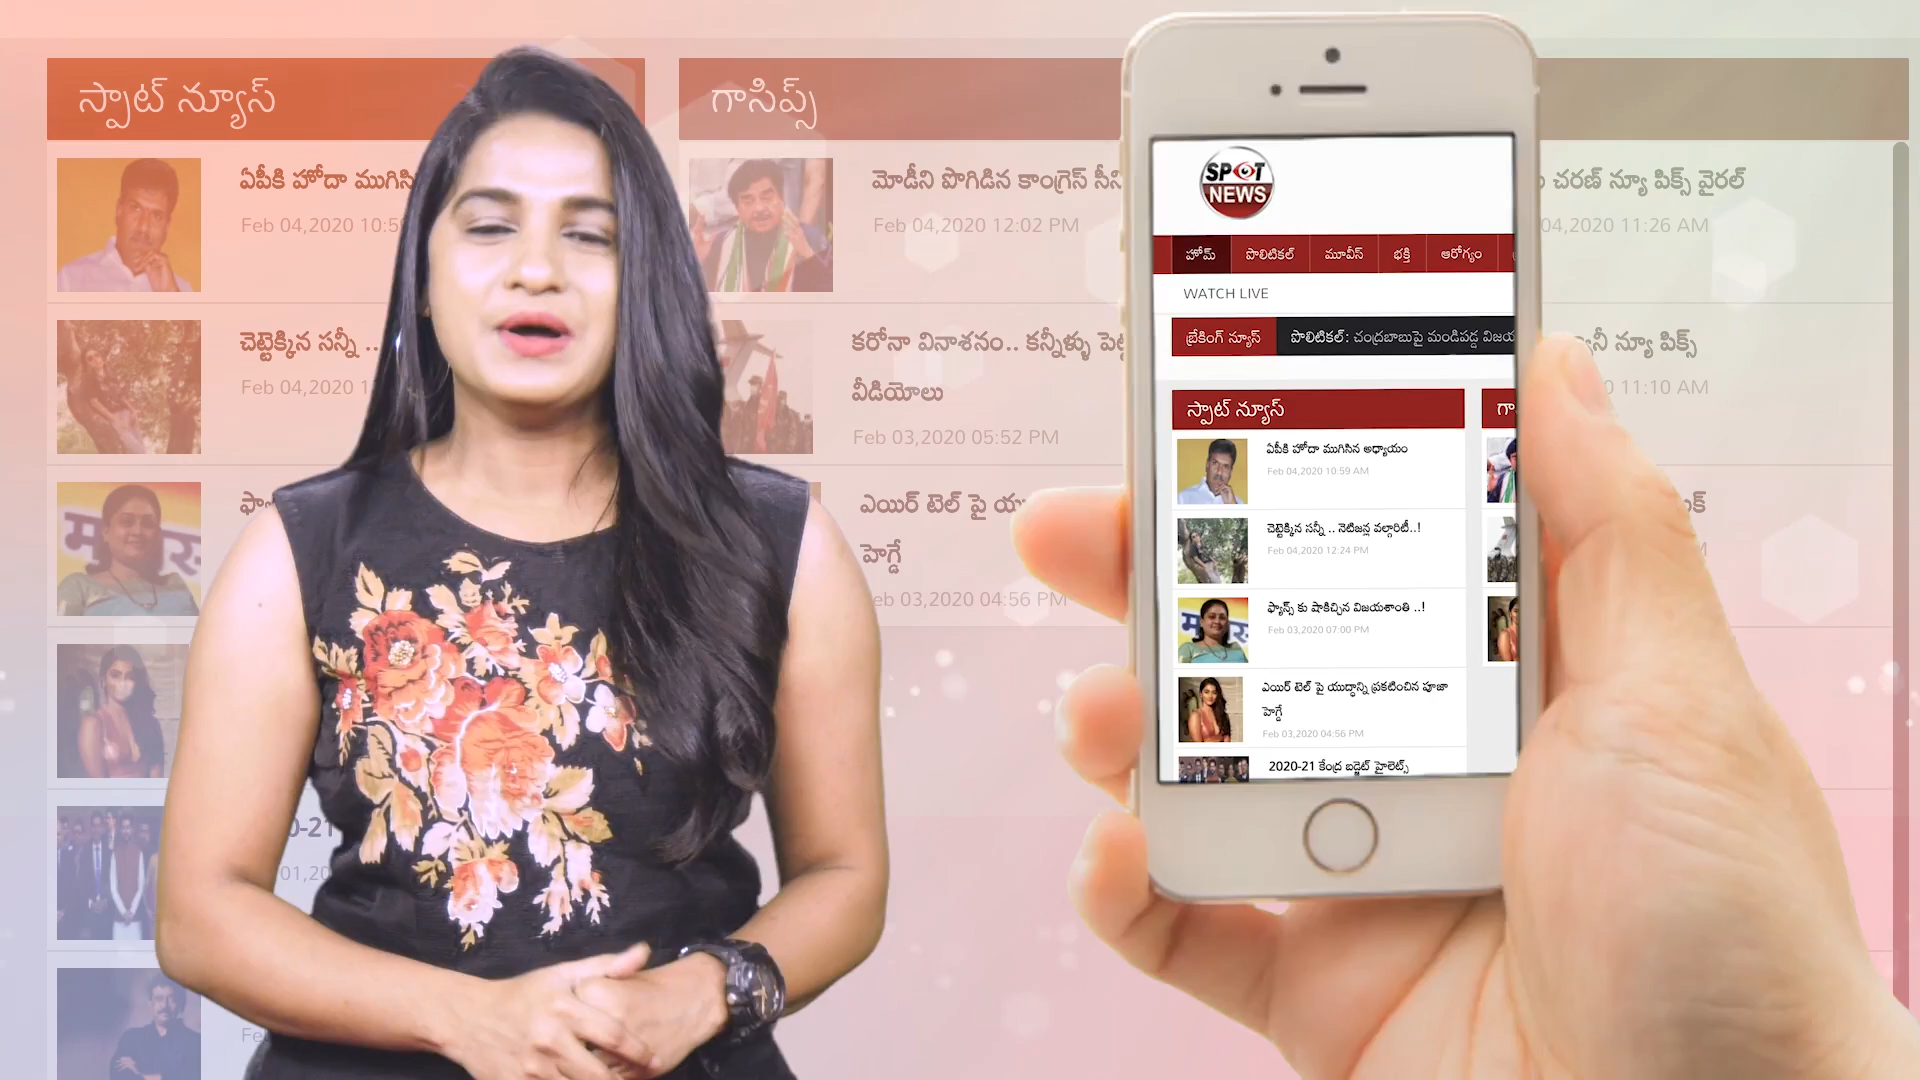 స్పాట్ న్యూస్
ఏపీకి హోదా
Feb 04,2020
చెట్టెక్కిన సన్నీ ..
Feb 04,2020
గాసిప్స్
మోడీని పొగిడిన కాంగ్రెస్
Feb 04,2020 12:02 PM
కరోనా వినాశనం.. కన్నీళ్ళు
వీడియోలు
Feb 03,2020 05:52 PM
ఎయిర్ టెల్ పై
హెగ్డే
03,2020 04:56 PM
చరణ్ న్యూ పిక్స్ వైరల్
04,2020 11:26 AM
న్యూ పిక్స్
11:10 AM
SPOT
NEWS
హోమ్ పొలిటికల్ మూవీస్ భక్తి ఆరోగ్యం
WATCH LIVE
బ్రేకింగ్ న్యూస్ పొలిటికల్: చంద్రబాబుపై మండిపడ్డ
స్పాట్ న్యూస్
ఏపీకి హోదా ముగిసిన అధ్యాయం
Feb 04,2020 10:59 AM
చెట్టెక్కిన సన్నీ .. నెటిజన్ల వల్గారిటీ..!
Feb 04,2020 12:24 PM
ఫ్యాన్స్ కు షాకిచ్చిన విజయశాంతి ..!
Feb 03,2020 07:00 PM
ఎయిర్ టెల్ పై యుద్ధాన్ని ప్రకటించిన పూజా
హెగ్డే
Feb 03,2020 04:56 PM
2020-21 కేంద్ర బడ్జెట్ హైలెట్స్